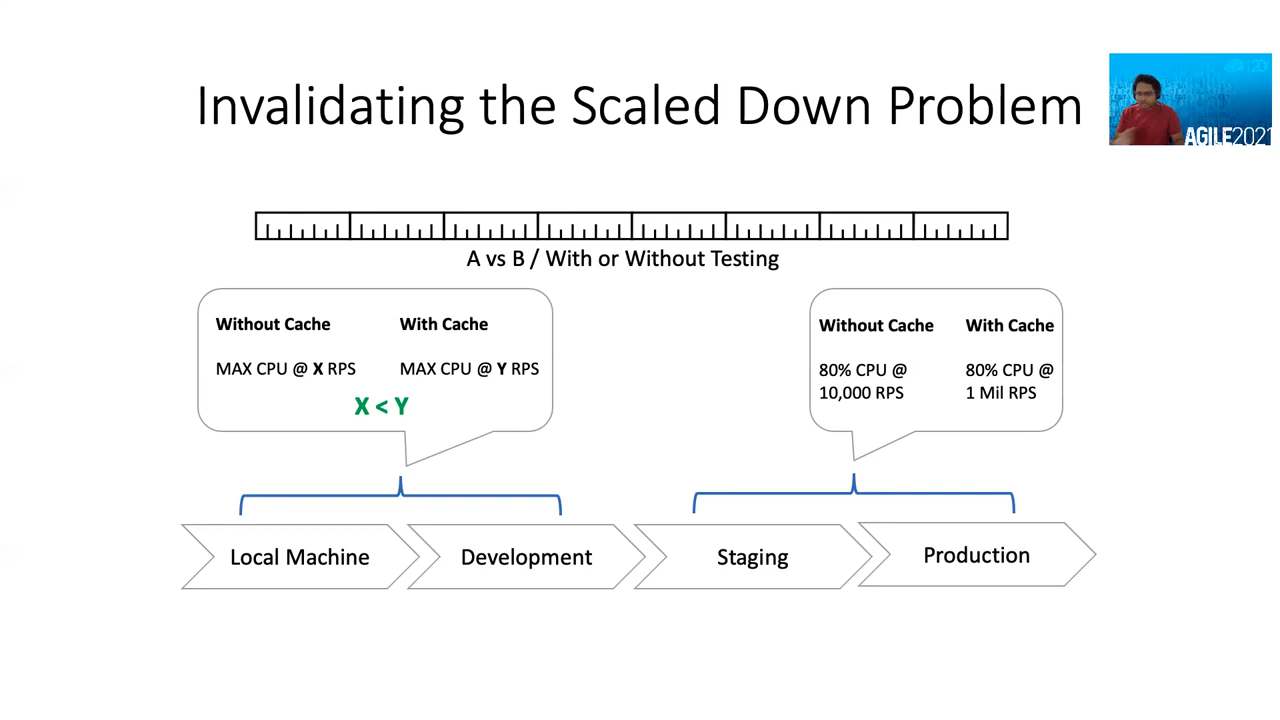 Invalidating the Scaled Down Problem
AGILE2021
A vs B / With or Without Testing
Without Cache
With Cache
MAX CPU @ X RPS
MAX CPU @ Y RPS
X < Y
Without Cache
With Cache
80% CPU @
10,000 RPS
80% CPU @
1 Mil RPS
Local Machine
Development
Staging
Production